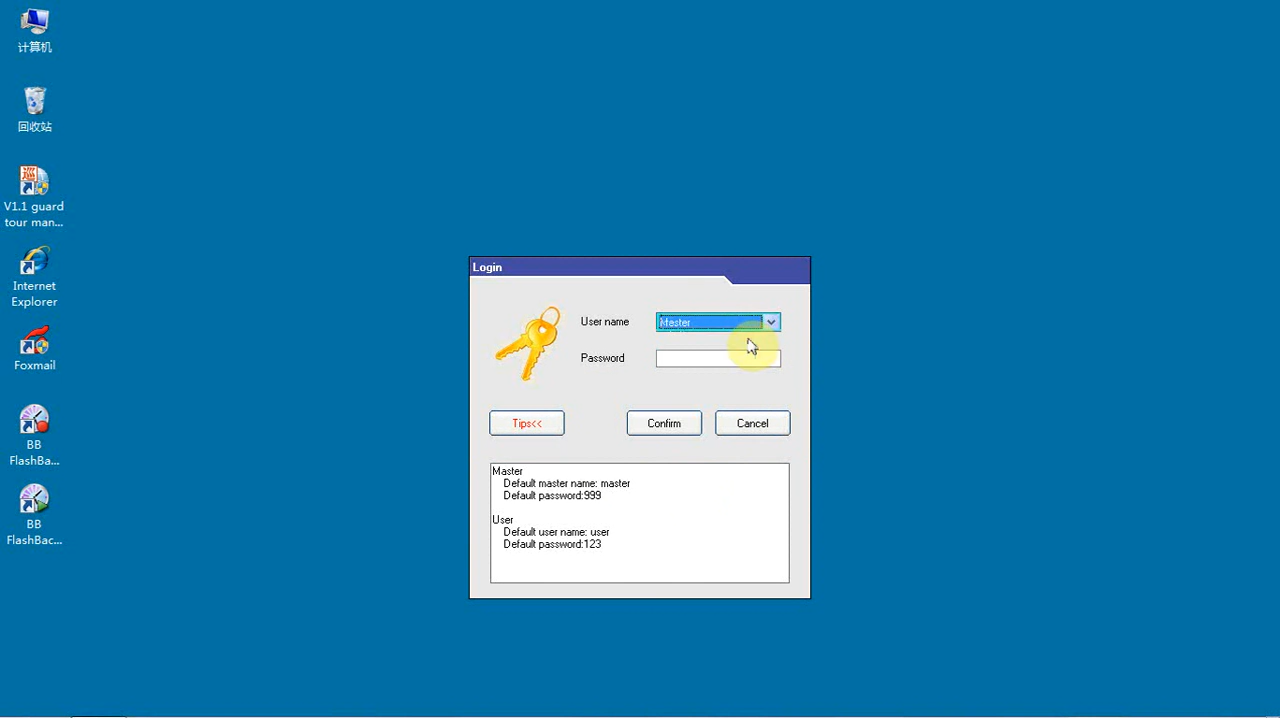 计算机
回收站
巡
V1.1 guard
tour man...
Internet
Explorer
Foxmail
BB
FlashBa...
BB
FlashBac...
Login
User name
Master
Password
Tips<<
Confirm
Cancel
Master
Default master name: master
Default password:999
User
Default user name: user
Default password:123